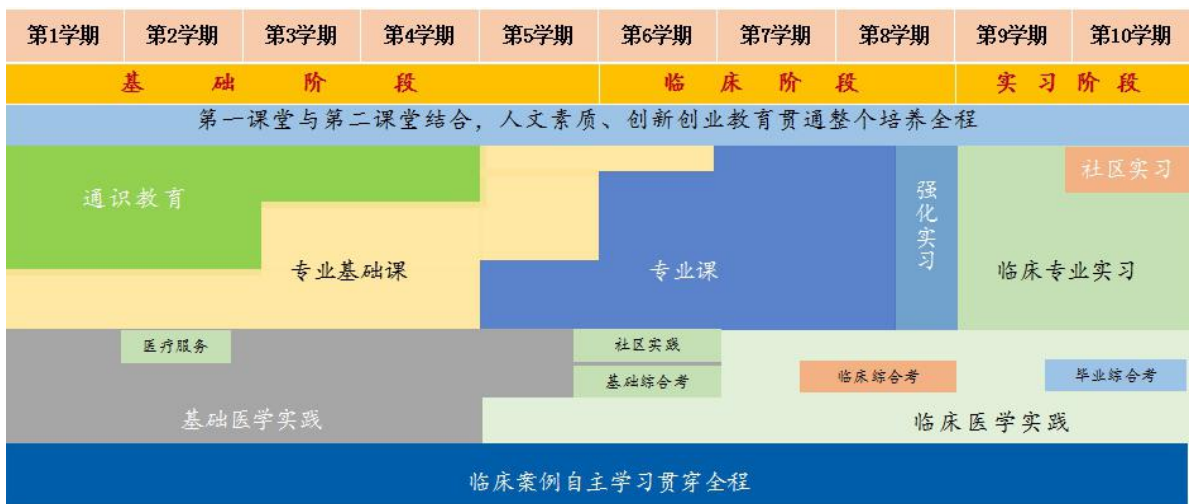 第1学期 第2学期 第3学期 第4学期 第5学期 第6学期 第7学期 第8学期 第9学期 第10学期
基础阶段 临床阶段 实习阶段
第一课堂与第二课堂结合，人文素质、创新创业教育贯通整个培养全程
社区实习
通识教育
强化实习
专业基础课 专业课 临床专业实习
医疗服务 社区实践
基础综合考 临床综合考 毕业综合考
基础医学实践 临床医学实践
临床案例自主学习贯穿全程